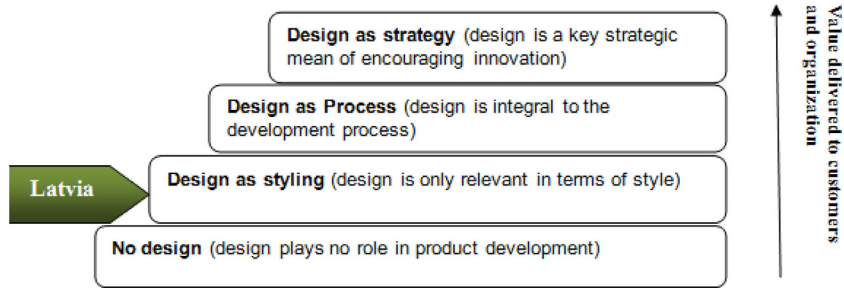 Design as strategy (design is a key strategic
mean of encouraging innovation)
Design as Process (design is integral to the
development process)
Latvia
Design as styling (design is only relevant in terms of style)
No design (design plays no role in product development)
Value delivered to customers
and organization